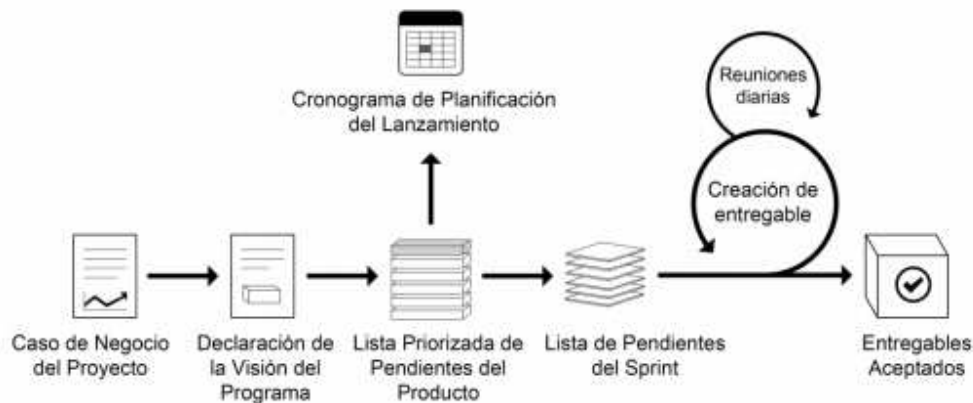 Cronograma de Planificación
del Lanzamiento
Reuniones
diarias
Creación de
entregable
Caso de Negocio
del Proyecto
Declaración de
la Visión del
Programa
Lista Priorizada de
Pendientes del
Producto
Lista de Pendientes
del Sprint
Entregables
Aceptados